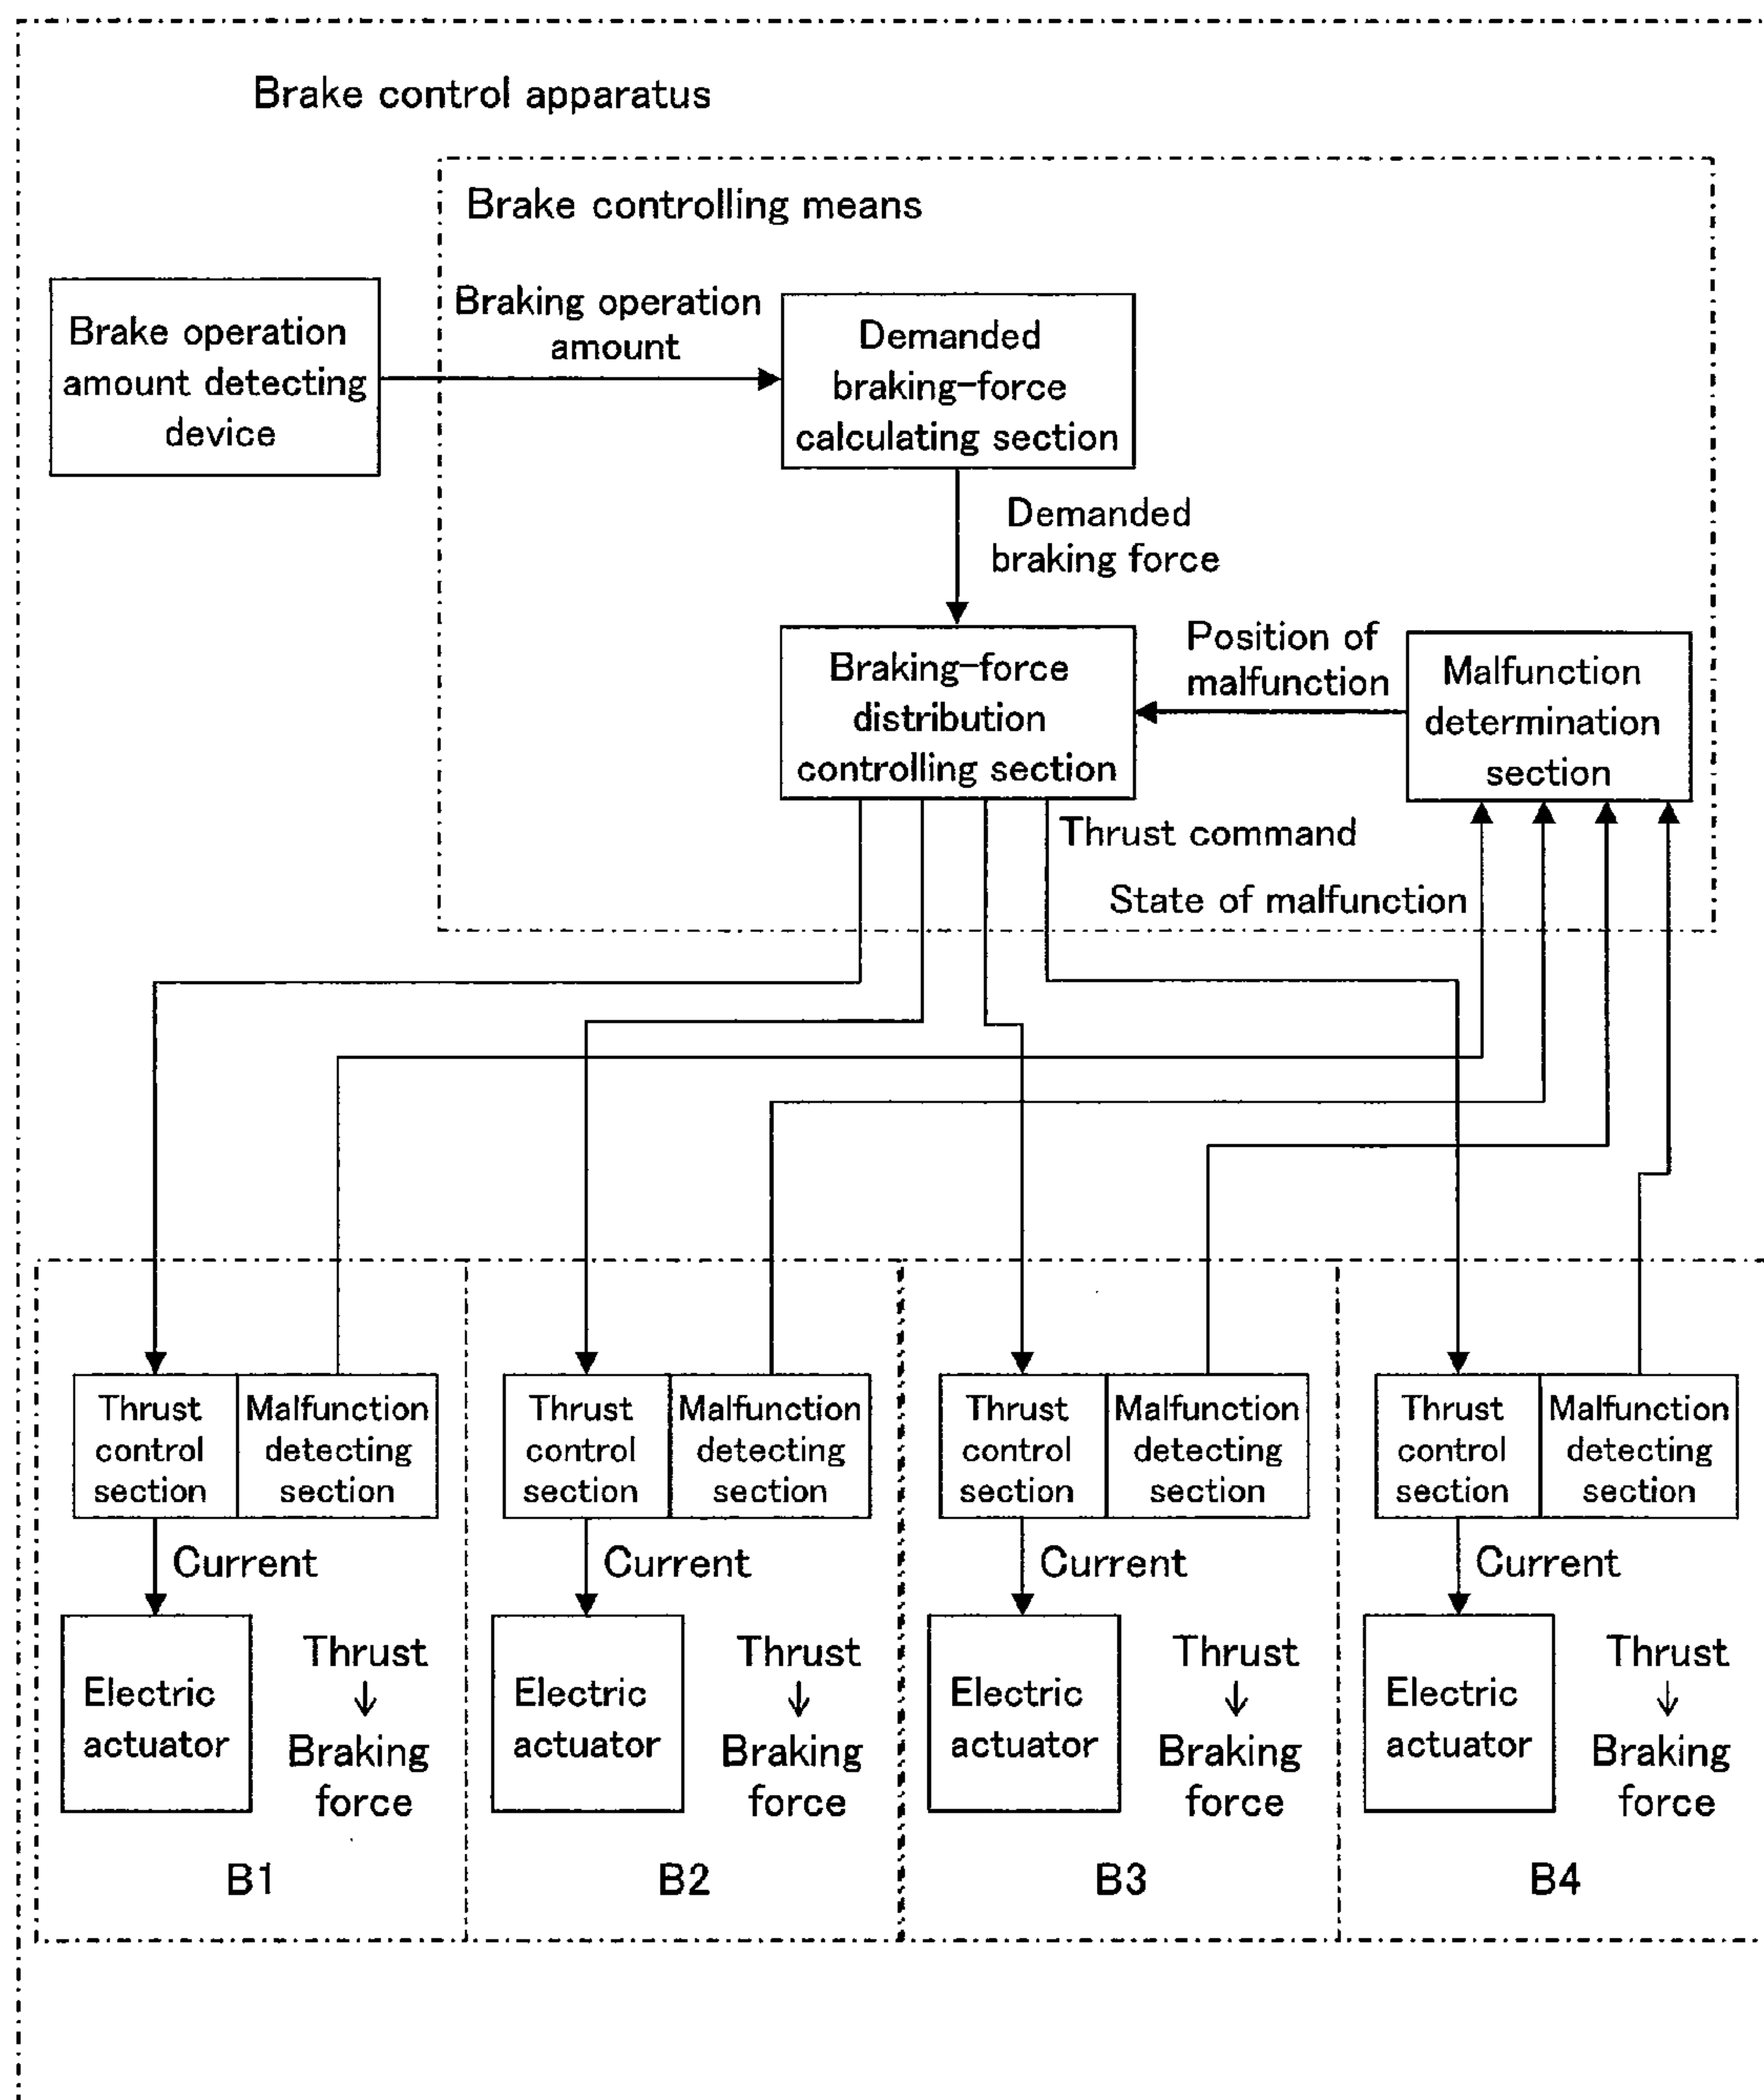 Brake control apparatus
Brake controlling means
Brake operation
amount detecting
device
Braking operation
amount
Demanded
braking-force
calculating section
Demanded
braking force
Braking-force
distribution
controlling section
Position of
malfunction
Malfunction
determination
section
Thrust command
State of malfunction
Thrust
control
section
Malfunction
detecting
section
Current
Electric
actuator
Thrust
↓
Braking
force
B1
Thrust
control
section
Malfunction
detecting
section
Current
Electric
actuator
Thrust
↓
Braking
force
B2
Thrust
control
section
Malfunction
detecting
section
Current
Electric
actuator
Thrust
↓
Braking
force
B3
Thrust
control
section
Malfunction
detecting
section
Current
Electric
actuator
Thrust
↓
Braking
force
B4